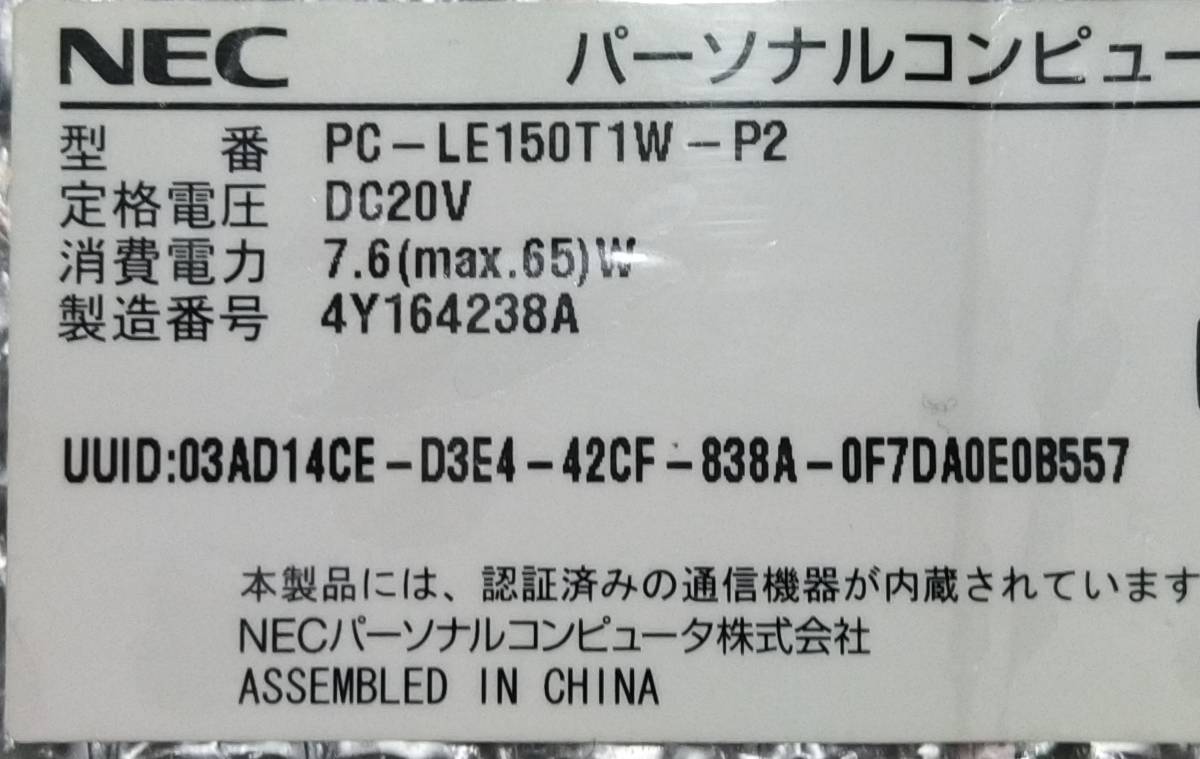 NEC パーソナルコンピュー
型番 PC-LE150T1W-P2
定格電圧 DC20V
消費電力 7.6(max.65)W
製造番号 4Y164238A
UUID:03AD14CE-D3E4-42CF-838A-0F7DA0E0B557
本製品には、認証済みの通信機器が内蔵されています
NECパーソナルコンピュータ株式会社
ASSEMBLED IN CHINA